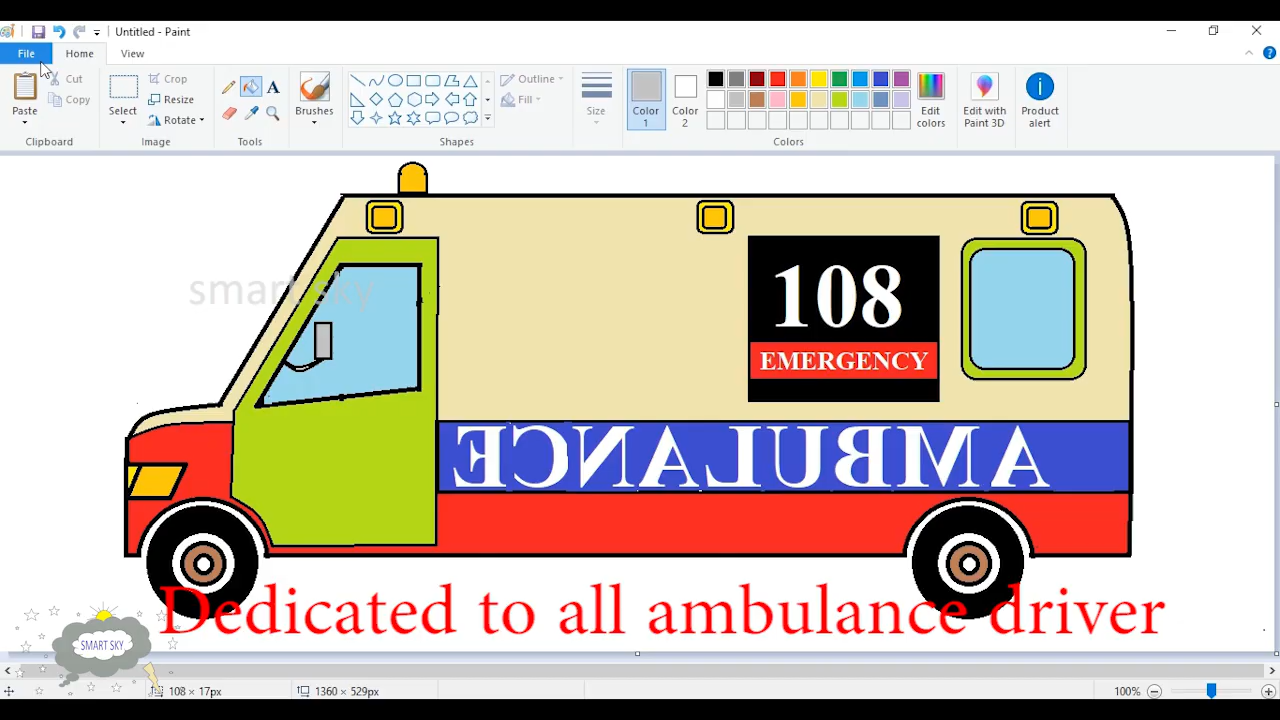 Untitled - Paint
File Home View
Paste
Cut
Copy
Clipboard
Select
Crop
Resize
Rotate
Image
Tools
Brushes
Shapes
Outline
Fill
Size
Color 1
Color 2
Colors
Edit colors
Edit with Paint 3D
Product alert
smart sky
108
EMERGENCY
AMBULANCE
Dedicated to all ambulance driver
SMART SKY
108 × 17px
1360 × 529px
100%